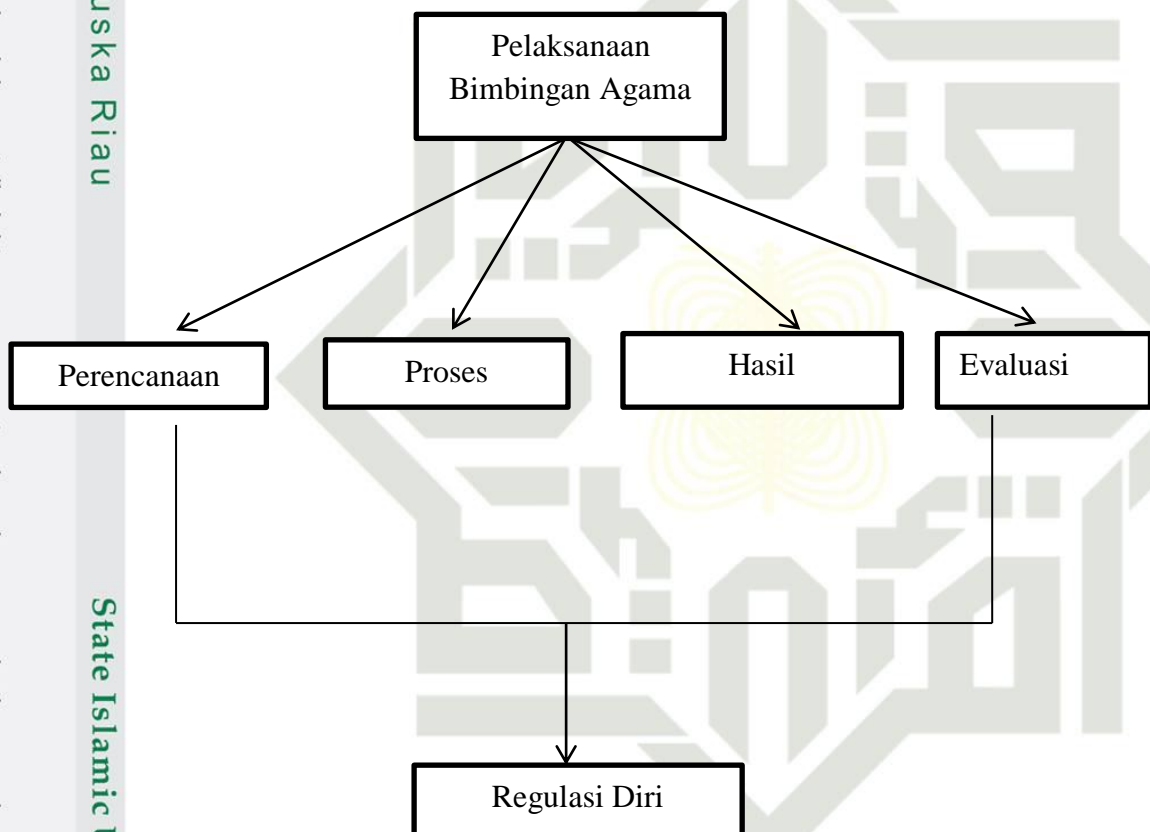 Pelaksanaan
Bimbingan Agama
Perencanaan
Proses
Hasil
Evaluasi
Regulasi Diri
uska Riau
State Islamic